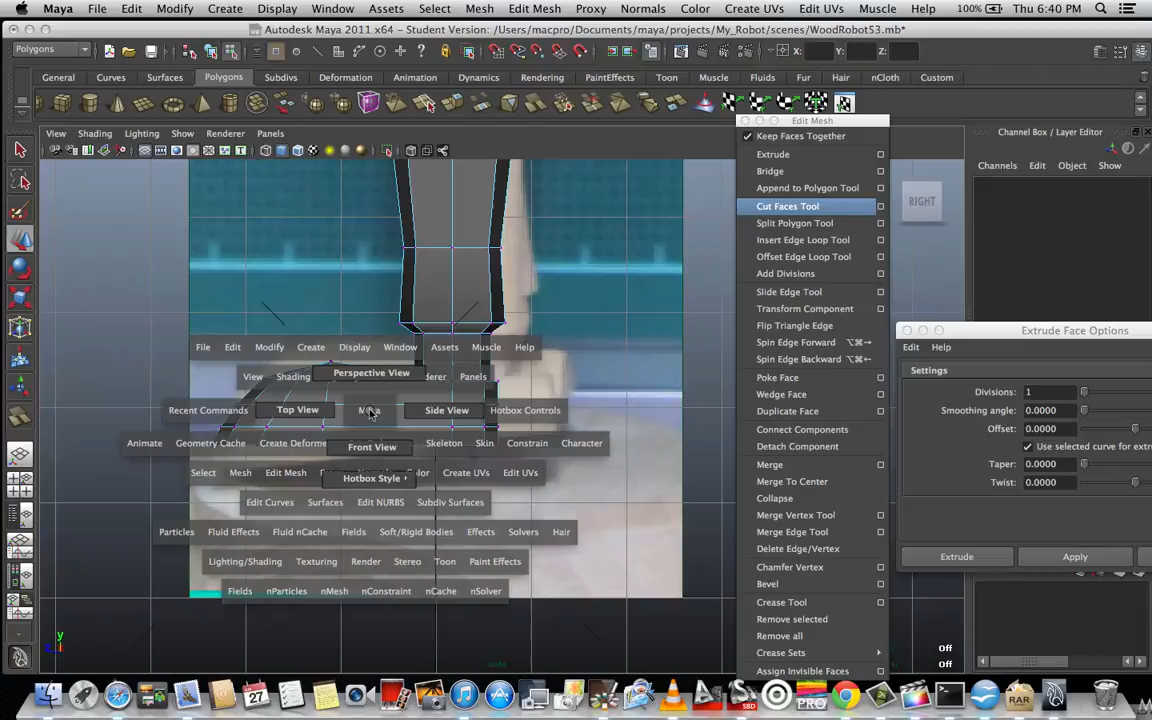 Maya File Edit Modify Create Display Window Assets Select Mesh Edit Mesh Proxy Normals Color Create UVs Edit UVs Muscle Help 100% Thu 6:40 PM
Autodesk Maya 2011 x64 - Student Version: /Users/macpro/Documents/maya/projects/My_Robot/scenes/WoodRobot53.mb*
Polygons X: Y: Z:
General Curves Surfaces Polygons Subdivs Deformation Animation Dynamics Rendering PaintEffects Toon Muscle Fluids Fur Hair nCloth Custom
Edit Mesh
View Shading Lighting Show Renderer Panels
Channel Box / Layer Editor
Channels Edit Object Show
Keep Faces Together
Extrude
Bridge
Append to Polygon Tool
Cut Faces Tool
Split Polygon Tool
Insert Edge Loop Tool
Offset Edge Loop Tool
Add Divisions
Slide Edge Tool
Transform Component
Flip Triangle Edge
Spin Edge Forward ⌥⌘→
Spin Edge Backward ⌥⌘←
Poke Face
Wedge Face
Duplicate Face
Connect Components
Detach Component
Merge
Merge To Center
Collapse
Merge Vertex Tool
Merge Edge Tool
Delete Edge/Vertex
Chamfer Vertex
Bevel
Crease Tool
Remove selected
Remove all
Crease Sets
Assign Invisible Faces
RIGHT
Extrude Face Options
Edit Help
Settings
Divisions: 1
Smoothing angle: 0.0000
Offset: 0.0000
Use selected curve for extru
Taper: 0.0000
Twist: 0.0000
Extrude Apply
File Edit Modify Create Display Window Assets Muscle Help
View Shading Perspective View derer Panels
Recent Commands Top View Side View Hotbox Controls
Animate Geometry Cache Create Deforme Front View Skeleton Skin Constrain Character
Select Mesh Edit Mesh Color Create UVs Edit UVs
Hotbox Style
Edit Curves Surfaces Edit NURBS Subdiv Surfaces
Particles Fluid Effects Fluid nCache Fields Soft/Rigid Bodies Effects Solvers Hair
Lighting/Shading Texturing Render Stereo Toon Paint Effects
Fields nParticles nMesh nConstraint nCache nSolver
y
Off
Off
side
27
SBD
RAR